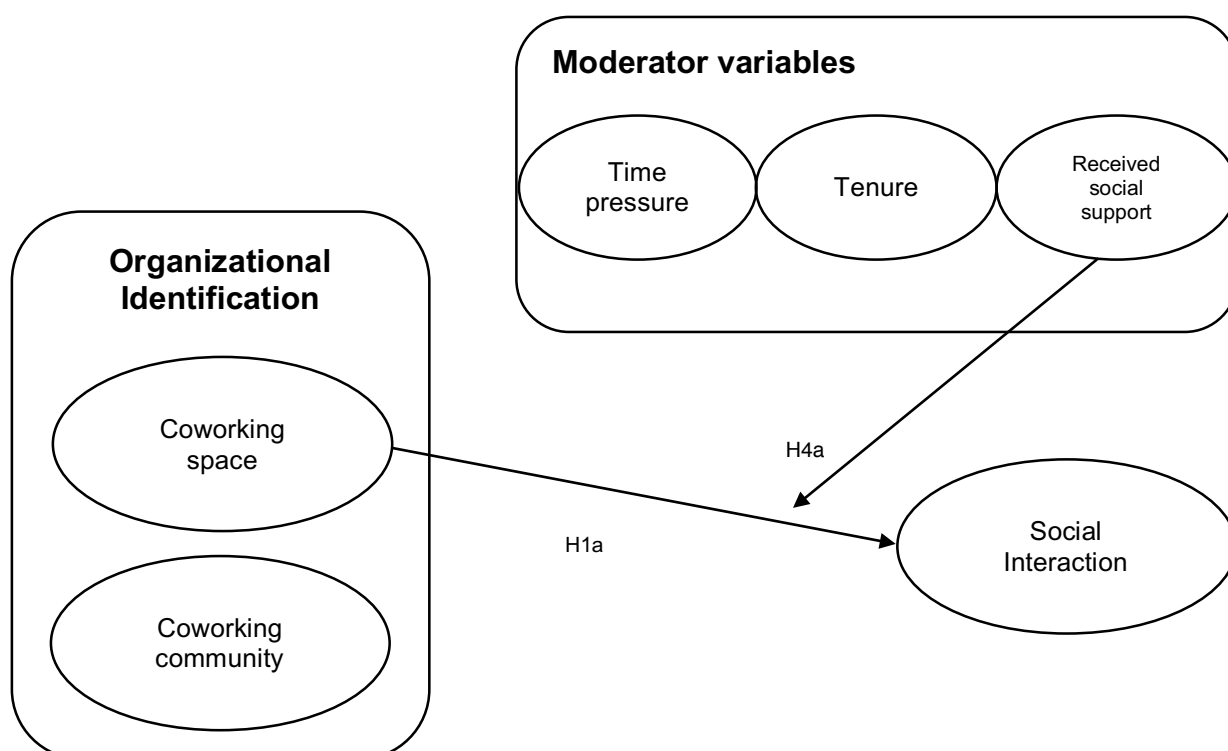 Moderator variables
Time
pressure
Tenure
Received
social
support
Organizational
Identification
Coworking
space
H4a
H1a
Social
Interaction
Coworking
community